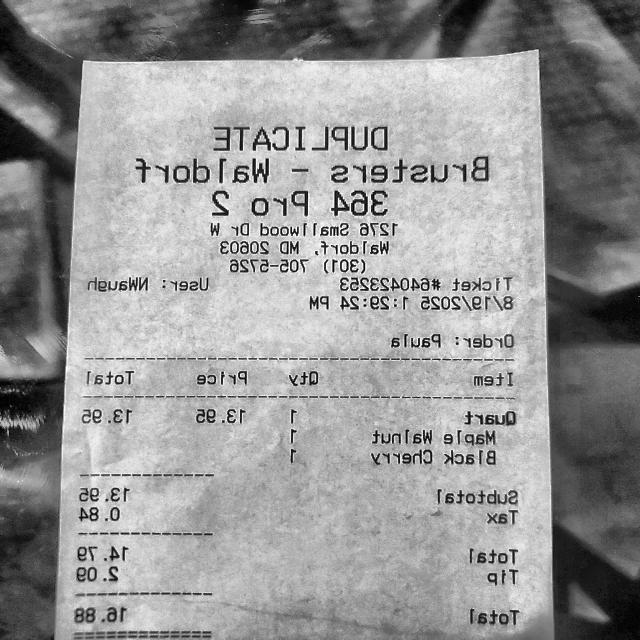 DUPLICATE
Brusters - Waldorf
364 Pro 2
1276 Smallwood Dr W
Waldorf, MD 20603
(301) 705-5726
Ticket #640423253 User: NWaugh
8/19/2025 1:29:24 PM
Order: Paula
Item Qty Price Total
Quart 1 13.95 13.95
Maple Walnut 1
Black Cherry 1
Subtotal 13.95
Tax 0.84
Total 14.79
Tip 2.09
Total 16.88